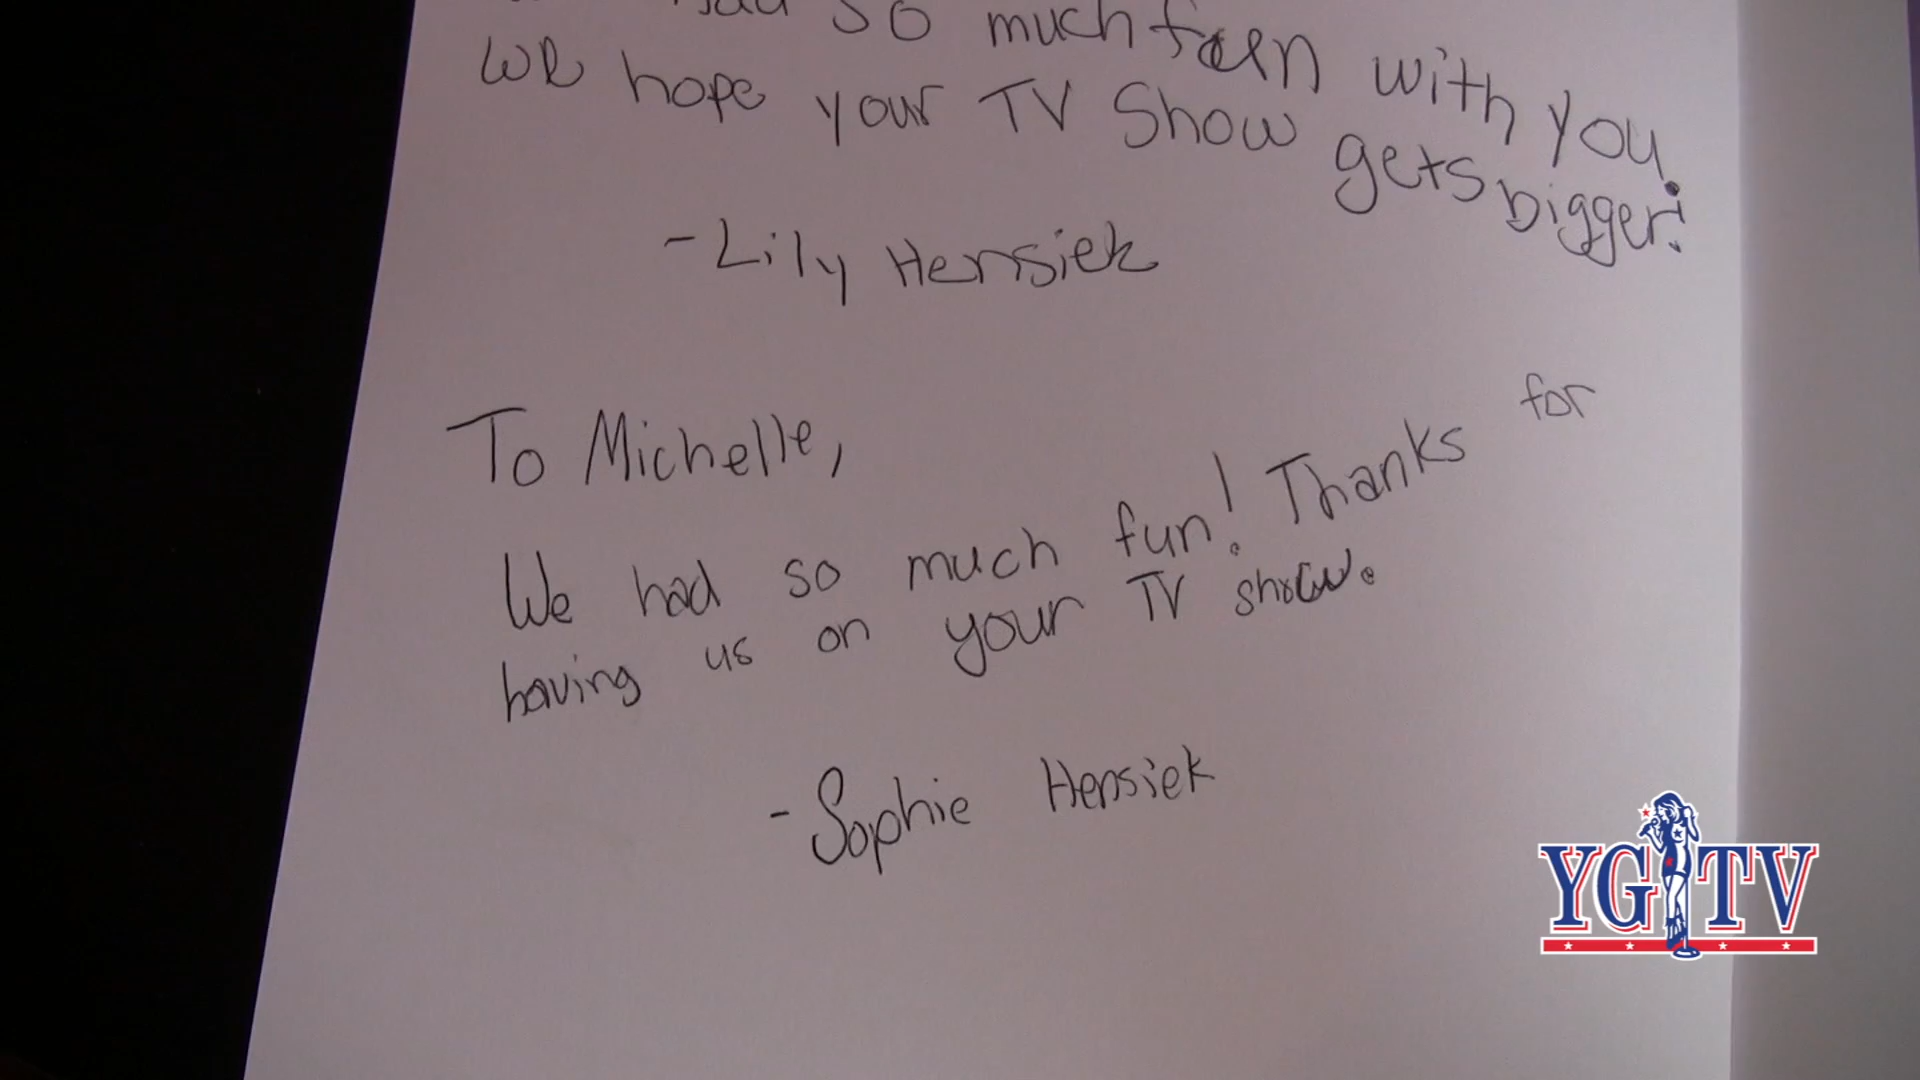 had so much fun with you.
We hope your TV Show gets bigger!
-Lily Hensiek
To Michelle,
We had so much fun! Thanks for
having us on your TV show.
-Sophie Hensiek
YGTV